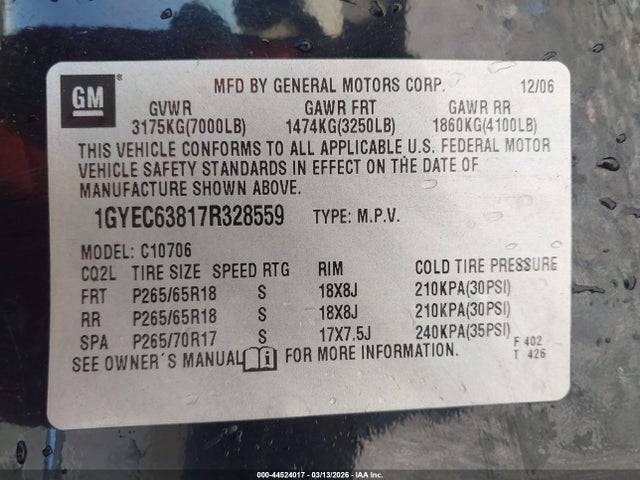 GM
MFD BY GENERAL MOTORS CORP. 12/06
GVWR GAWR FRT GAWR RR
3175KG(7000LB) 1474KG(3250LB) 1860KG(4100LB)
THIS VEHICLE CONFORMS TO ALL APPLICABLE U.S. FEDERAL MOTOR
VEHICLE SAFETY STANDARDS IN EFFECT ON THE DATE OF
MANUFACTURE SHOWN ABOVE.
1GYEC63817R328559 TYPE: M.P.V.
MODEL: C10706
CQ2L TIRE SIZE SPEED RTG RIM COLD TIRE PRESSURE
FRT P265/65R18 S 18X8J 210KPA(30PSI)
RR P265/65R18 S 18X8J 210KPA(30PSI)
SPA P265/70R17 S 17X7.5J 240KPA(35PSI)
SEE OWNER'S MANUAL FOR MORE INFORMATION.
F 402
T 426
000-44524017 - 03/13/2026 - IAA Inc.